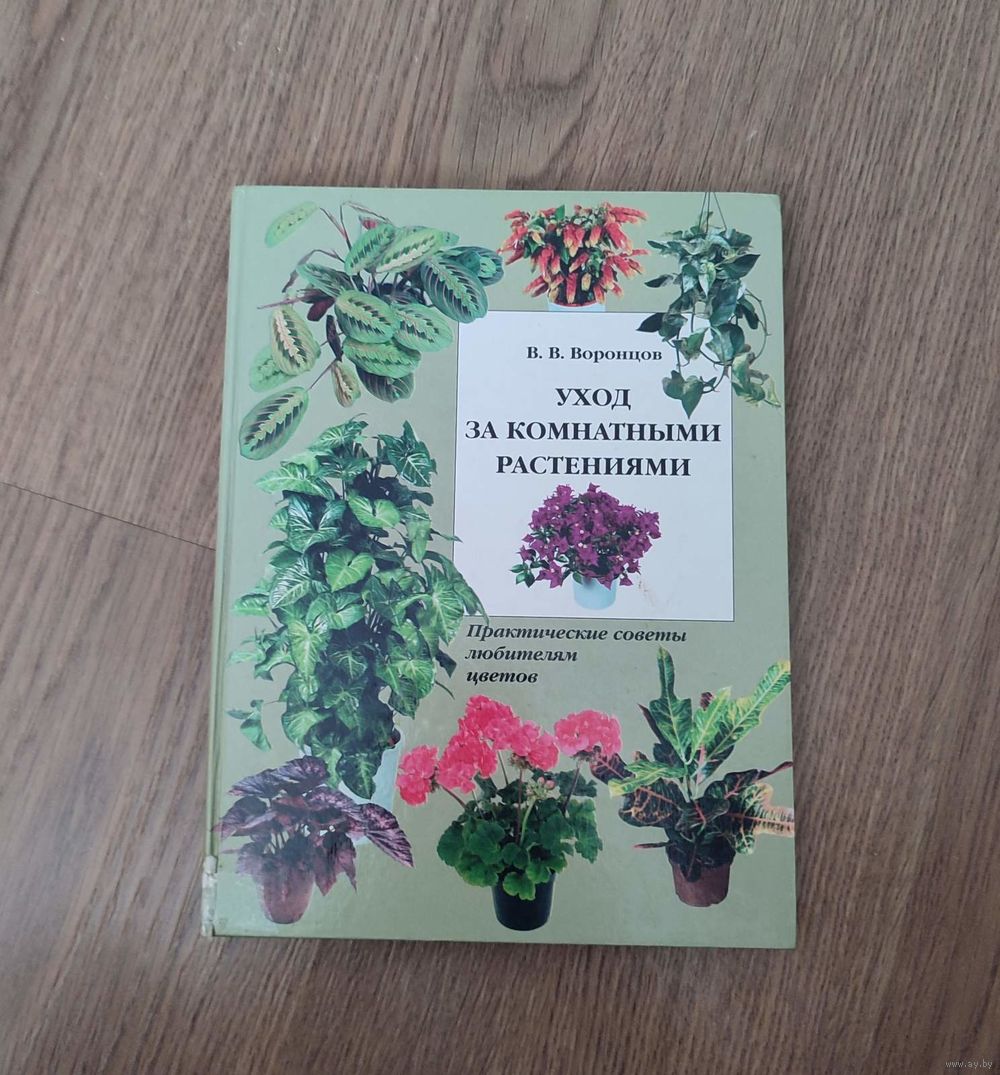 В. В. Воронцов
УХОД
ЗА КОМНАТНЫМИ
РАСТЕНИЯМИ
Практические советы
любителям
цветов
www.ay.by